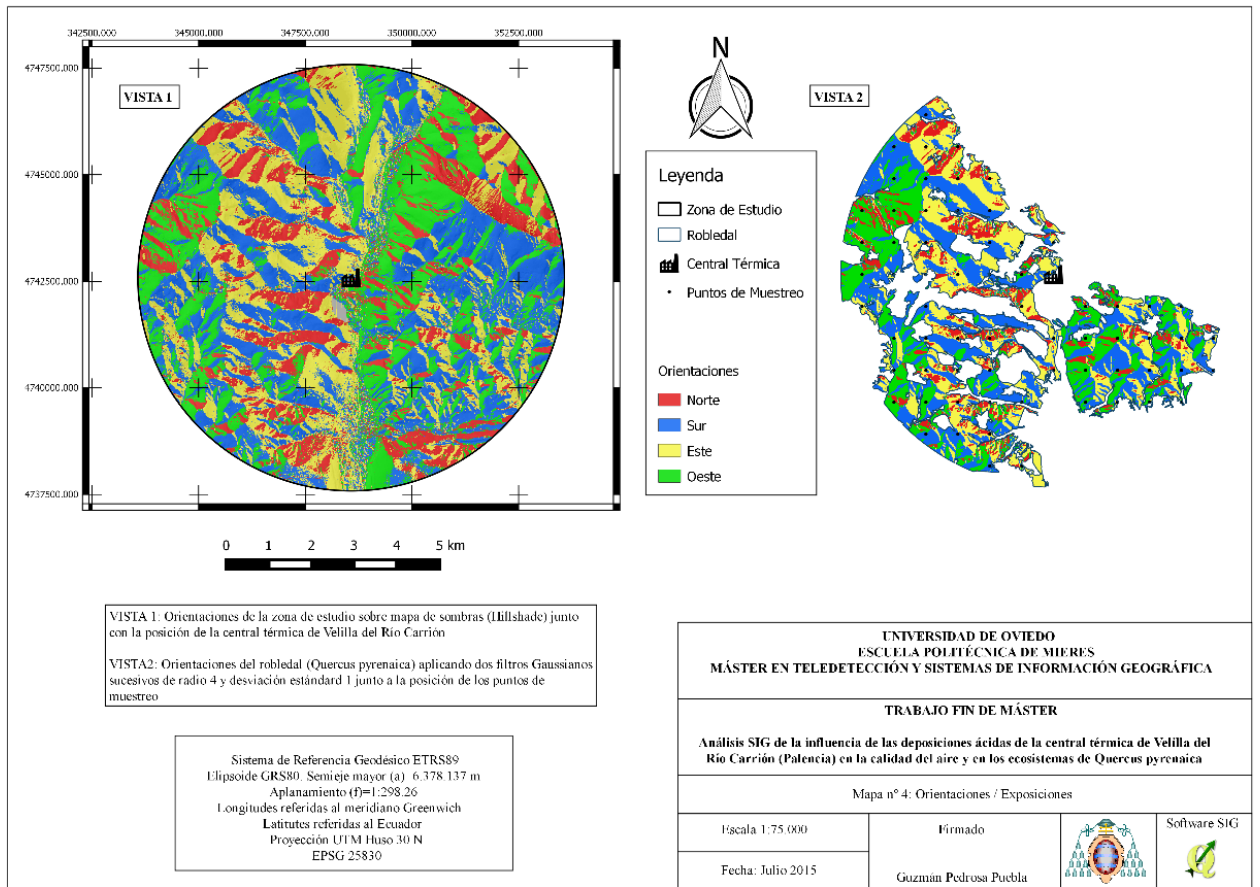 342500.000 345000.000 347500.000 350000.000 352500.000
4747500.000
4745000.000
4742500.000
4740000.000
4737500.000
VISTA 1
N
VISTA 2
Leyenda
Zona de Estudio
Robledal
Central Térmica
Puntos de Muestreo
Orientaciones
Norte
Sur
Este
Oeste
0 1 2 3 4 5 km
VISTA 1: Orientaciones de la zona de estudio sobre mapa de sombras (Hillshade) junto
con la posición de la central térmica de Velilla del Río Carrión
VISTA2: Orientaciones del robledal (Quercus pyrenaica) aplicando dos filtros Gaussianos
sucesivos de radio 4 y desviación estándard 1 junto a la posición de los puntos de
muestreo
Sistema de Referencia Geodésico ETRS89
Elipsoide GRS80. Semieje mayor (a) 6.378.137 m
Aplanamiento (f)=1:298.26
Longitudes referidas al meridiano Greenwich
Latitutes referidas al Ecuador
Proyección UTM Huso 30 N
EPSG 25830
UNIVERSIDAD DE OVIEDO
ESCUELA POLITÉCNICA DE MIERES
MÁSTER EN TELEDETECCIÓN Y SISTEMAS DE INFORMACIÓN GEOGRÁFICA
TRABAJO FIN DE MÁSTER
Análisis SIG de la influencia de las deposiciones ácidas de la central térmica de Velilla del
Río Carrión (Palencia) en la calidad del aire y en los ecosistemas de Quercus pyrenaica
Mapa nº 4: Orientaciones / Exposiciones
Escala 1:75.000
Firmado
Software SIG
Fecha: Julio 2015
Guzmán Pedrosa Puebla